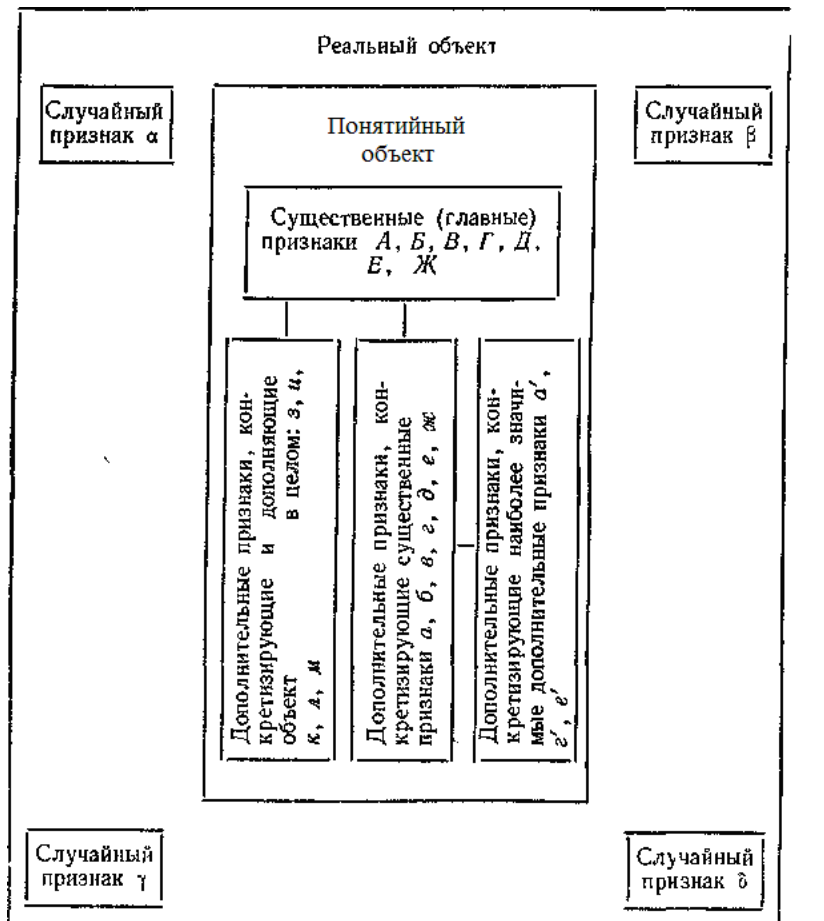 Реальный объект
Случайный
признак α
Понятийный
объект
Случайный
признак β
Существенные (главные)
признаки А, Б, В, Г, Д,
Е, Ж
Дополнительные признаки, кон-
кретизирующие и дополняющие
объект в целом: з, и,
к, л, м
Дополнительные признаки, кон-
кретизирующие существенные
признаки а, б, в, г, д, е, ж
Дополнительные признаки, кон-
кретизирующие наиболее значи-
мые дополнительные признаки а′,
г′, е′
Случайный
признак γ
Случайный
признак δ